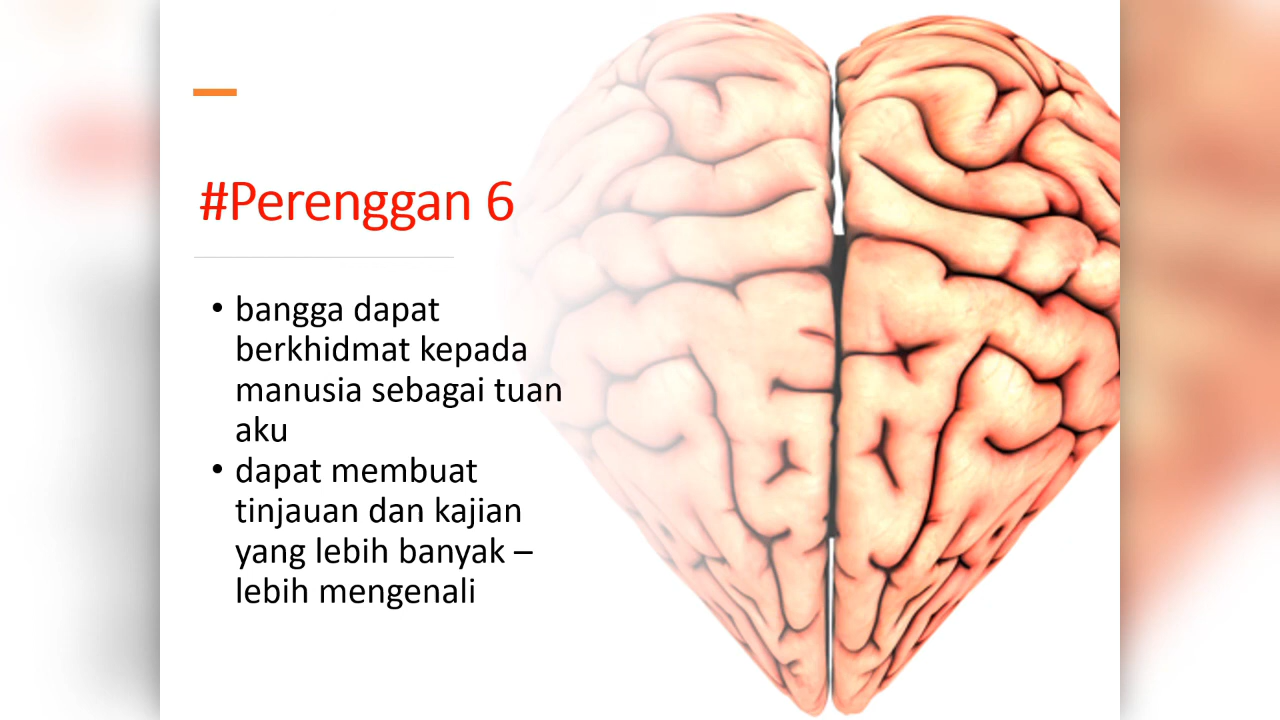 #Perenggan 6
• bangga dapat
berkhidmat kepada
manusia sebagai tuan
aku
• dapat membuat
tinjauan dan kajian
yang lebih banyak –
lebih mengenali